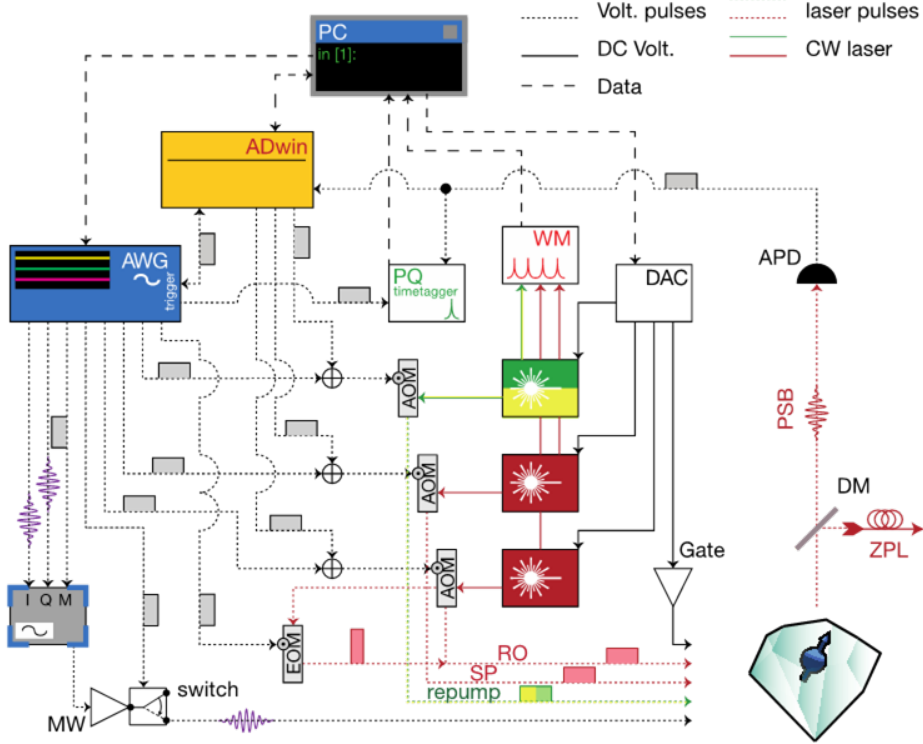 PC
in [1]:
Volt. pulses
laser pulses
DC Volt.
CW laser
Data
ADwin
AWG
trigger
PQ
timetagger
WM
DAC
APD
AOM
PSB
AOM
DM
ZPL
AOM
Gate
I Q M
EOM
RO
SP
repump
switch
MW